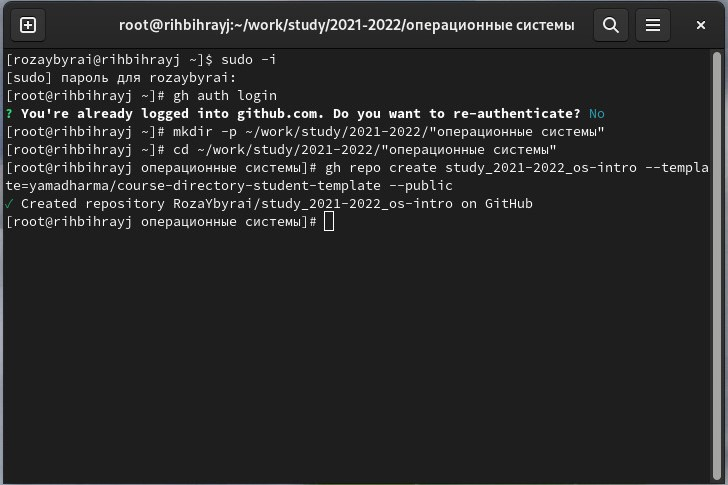 root@rihbihrayj:~/work/study/2021-2022/операционные системы
[rozaybyrai@rihbihrayj ~]$ sudo -i
[sudo] пароль для rozaybyrai:
[root@rihbihrayj ~]# gh auth login
? You're already logged into github.com. Do you want to re-authenticate? No
[root@rihbihrayj ~]# mkdir -p ~/work/study/2021-2022/"операционные системы"
[root@rihbihrayj ~]# cd ~/work/study/2021-2022/"операционные системы"
[root@rihbihrayj операционные системы]# gh repo create study_2021-2022_os-intro --templa
te=yamadharma/course-directory-student-template --public
✓ Created repository RozaYbyrai/study_2021-2022_os-intro on GitHub
[root@rihbihrayj операционные системы]#